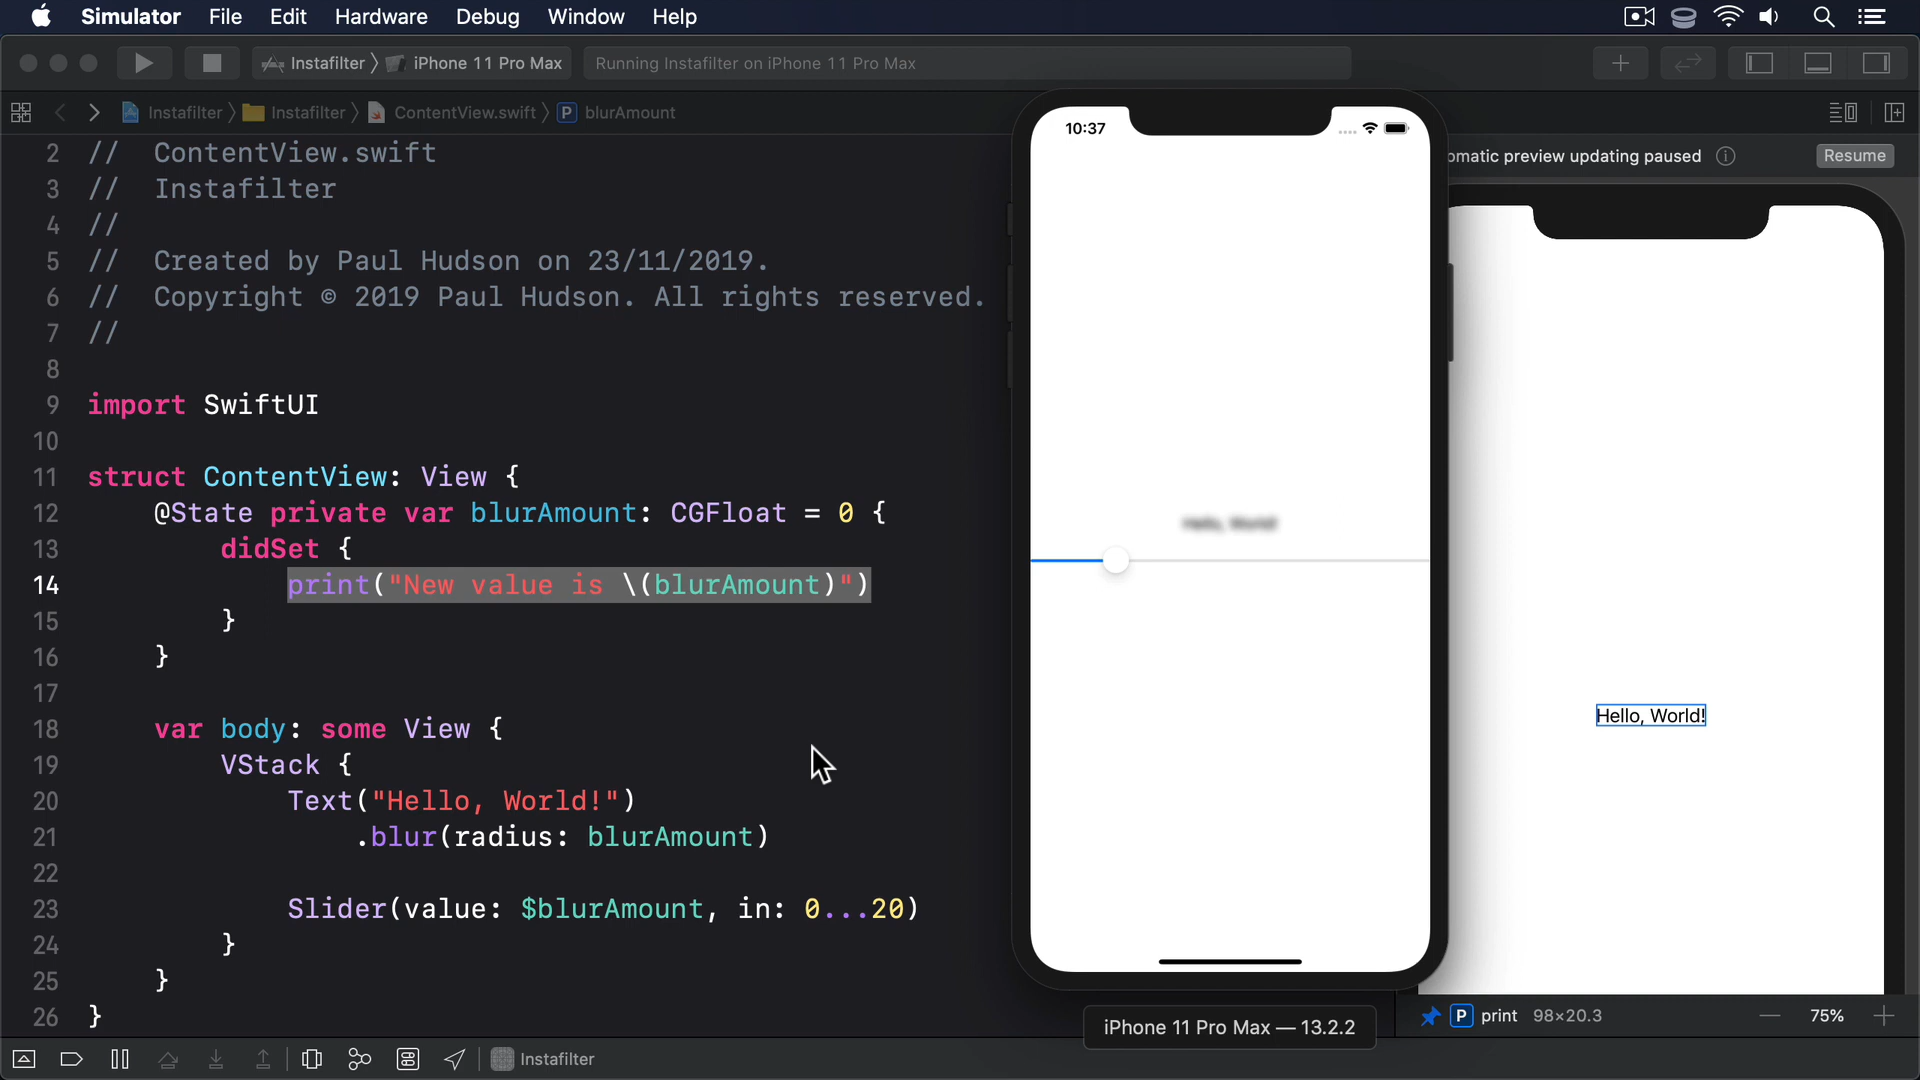 Simulator File Edit Hardware Debug Window Help
Instafilter iPhone 11 Pro Max Running Instafilter on iPhone 11 Pro Max
Instafilter Instafilter ContentView.swift P blurAmount
omatic preview updating paused Resume
2 // ContentView.swift
3 // Instafilter
4 //
5 // Created by Paul Hudson on 23/11/2019.
6 // Copyright © 2019 Paul Hudson. All rights reserved.
7 //
8
9 import SwiftUI
10
11 struct ContentView: View {
12 @State private var blurAmount: CGFloat = 0 {
13 didSet {
14 print("New value is \(blurAmount)")
15 }
16 }
17
18 var body: some View {
19 VStack {
20 Text("Hello, World!")
21 .blur(radius: blurAmount)
22
23 Slider(value: $blurAmount, in: 0...20)
24 }
25 }
26 }
10:37
Hello, World!
iPhone 11 Pro Max — 13.2.2
Hello, World!
P print 98×20.3 75%
Instafilter